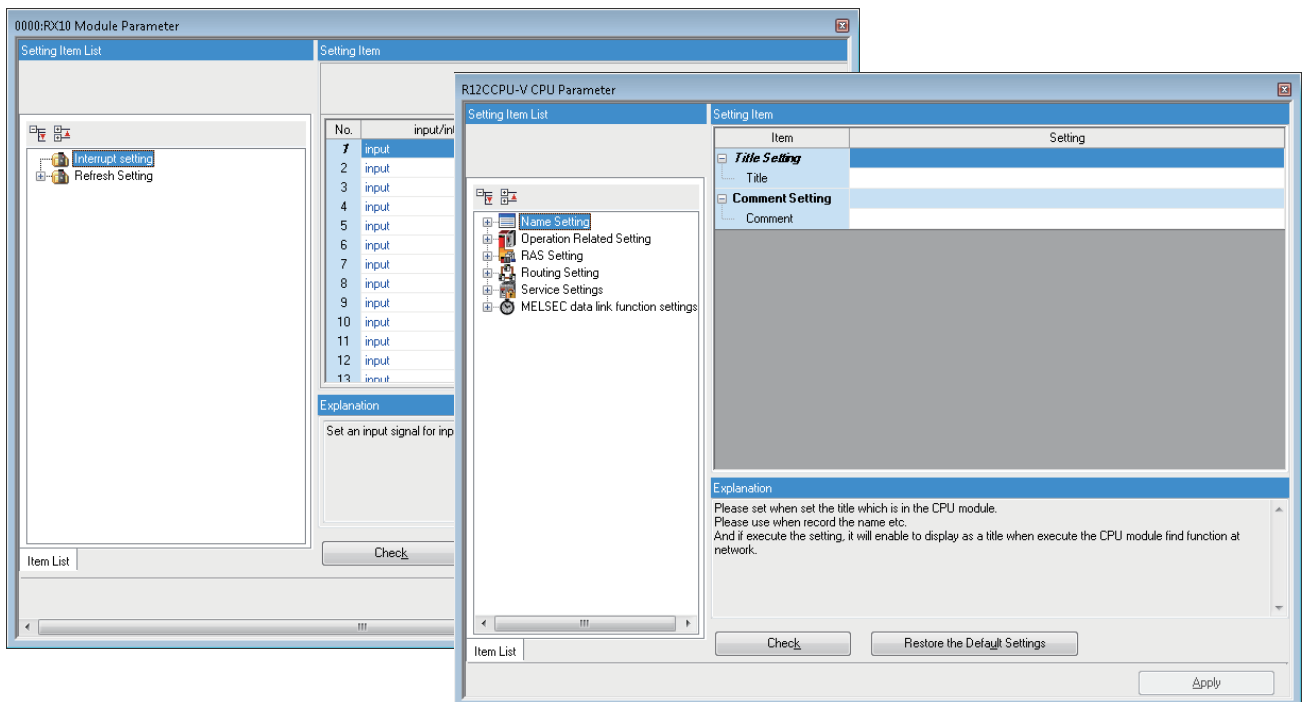 0000:RX10 Module Parameter
Setting Item List
Setting Item
Interrupt setting
Refresh Setting
No.
1 input
2 input
3 input
4 input
5 input
6 input
7 input
8 input
9 input
10 input
11 input
12 input
13 input
Explanation
Set an input signal for
Check
Item List
R12CCPU-V CPU Parameter
Setting Item List
Name Setting
Operation Related Setting
RAS Setting
Routing Setting
Service Settings
MELSEC data link function settings
Item List
Setting Item
Item Setting
Title Setting
Title
Comment Setting
Comment
Explanation
Please set when set the title which is in the CPU module.
Please use when record the name etc.
And if execute the setting, it will enable to display as a title when execute the CPU module find function at
network.
Check Restore the Default Settings
Apply